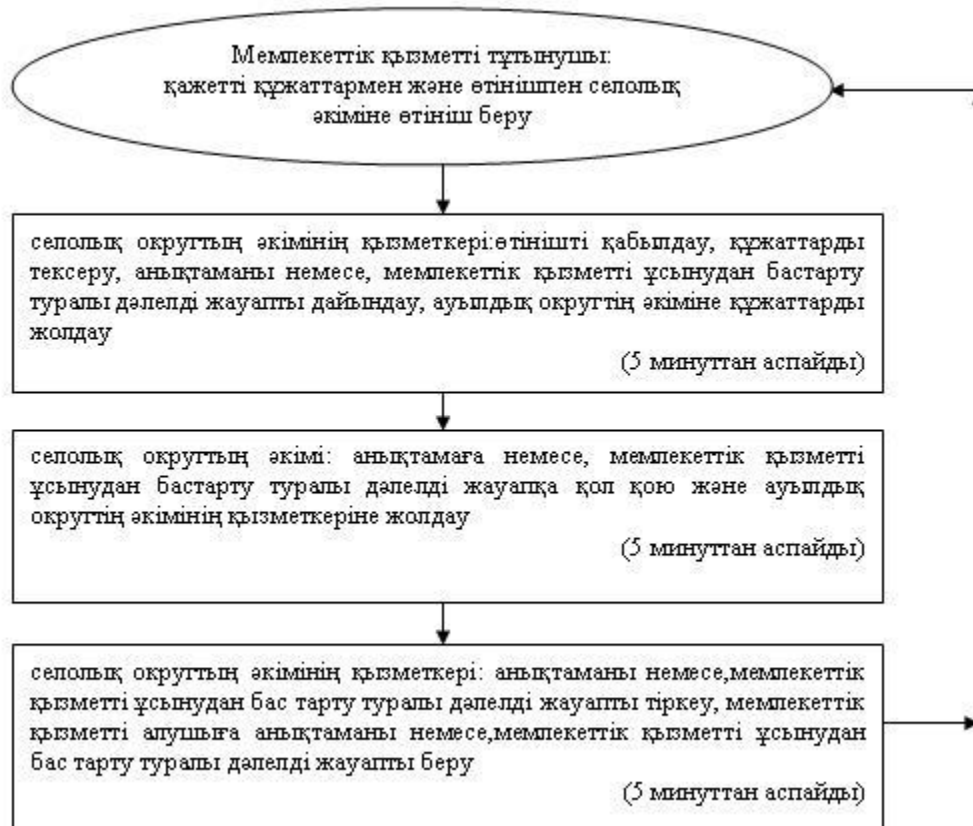 Мемлекеттік қызметті тұтынушы:
қажетті құжаттармен және өтінішпен селолық
әкіміне өтініш беру
селолық округтың әкімінің қызметкері:өтінішті қабылдау, құжаттарды
тексеру, анықтаманы немесе, мемлекеттік қызметті ұсынудан бастарту
туралы дәлелді жауапты дайындау, ауылдық округтің әкіміне құжаттарды
жолдау
(5 минуттан аспайды)
селолық округтың әкімі: анықтамаға немесе, мемлекеттік қызметті
ұсынудан бастарту туралы дәлелді жауапқа қол қою және ауылдық
округтің әкімінің қызметкеріне жолдау
(5 минуттан аспайды)
селолық округтың әкімінің қызметкері: анықтаманы немесе,мемлекеттік
қызметті ұсынудан бас тарту туралы дәлелді жауапты тіркеу, мемлекеттік
қызметті алушыға анықтаманы немесе,мемлекеттік қызметті ұсынудан
бас тарту туралы дәлелді жауапты беру
(5 минуттан аспайды)